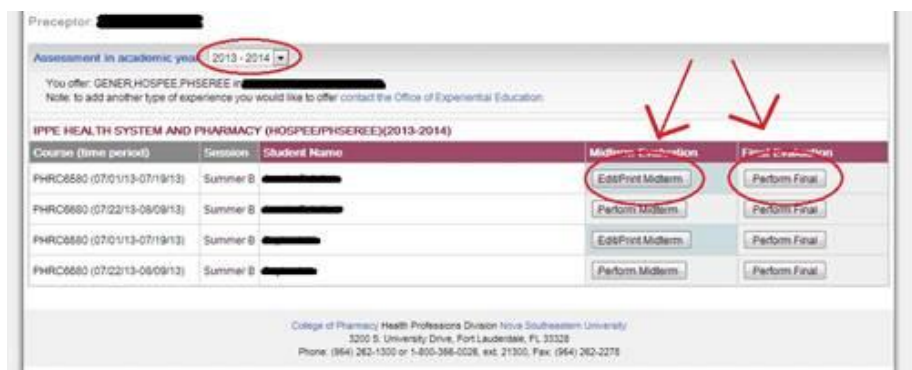 Preceptor:
Assessment in academic year 2013 - 2014
You offer: GENER,HOSPEE,PHSEREE in
Note: to add another type of experience you would like to offer contact the Office of Experiential Education.
IPPE HEALTH SYSTEM AND PHARMACY (HOSPEE/PHSEREE)(2013-2014)
Course (time period) Session Student Name Midterm Evaluation Final Evaluation
PHRC6580 (07/01/13-07/19/13) Summer B Edit/Print Midterm Perform Final
PHRC6680 (07/22/13-08/09/13) Summer B Perform Midterm Perform Final
PHRC6580 (07/01/13-07/19/13) Summer B Edit/Print Midterm Perform Final
PHRC6680 (07/22/13-08/09/13) Summer B Perform Midterm Perform Final
College of Pharmacy Health Professions Division Nova Southeastern University
3200 S. University Drive, Fort Lauderdale, FL 33328
Phone: (954) 262-1300 or 1-800-356-0026, ext. 21300, Fax: (954) 262-2278